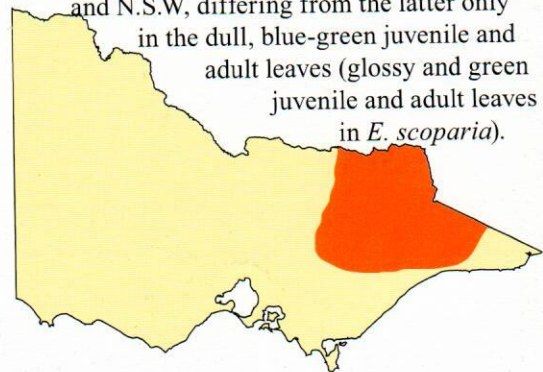 and N.S.W, differing from the latter only
in the dull, blue-green juvenile and
adult leaves (glossy and green
juvenile and adult leaves
in E. scoparia).